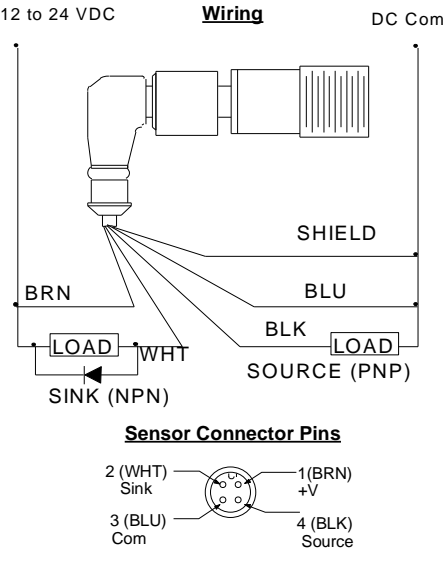 12 to 24 VDC
Wiring
DC Com
SHIELD
BRN
BLU
BLK
LOAD
WHT
LOAD
SOURCE (PNP)
SINK (NPN)
Sensor Connector Pins
2 (WHT)
Sink
1(BRN)
+V
3 (BLU)
Com
4 (BLK)
Source